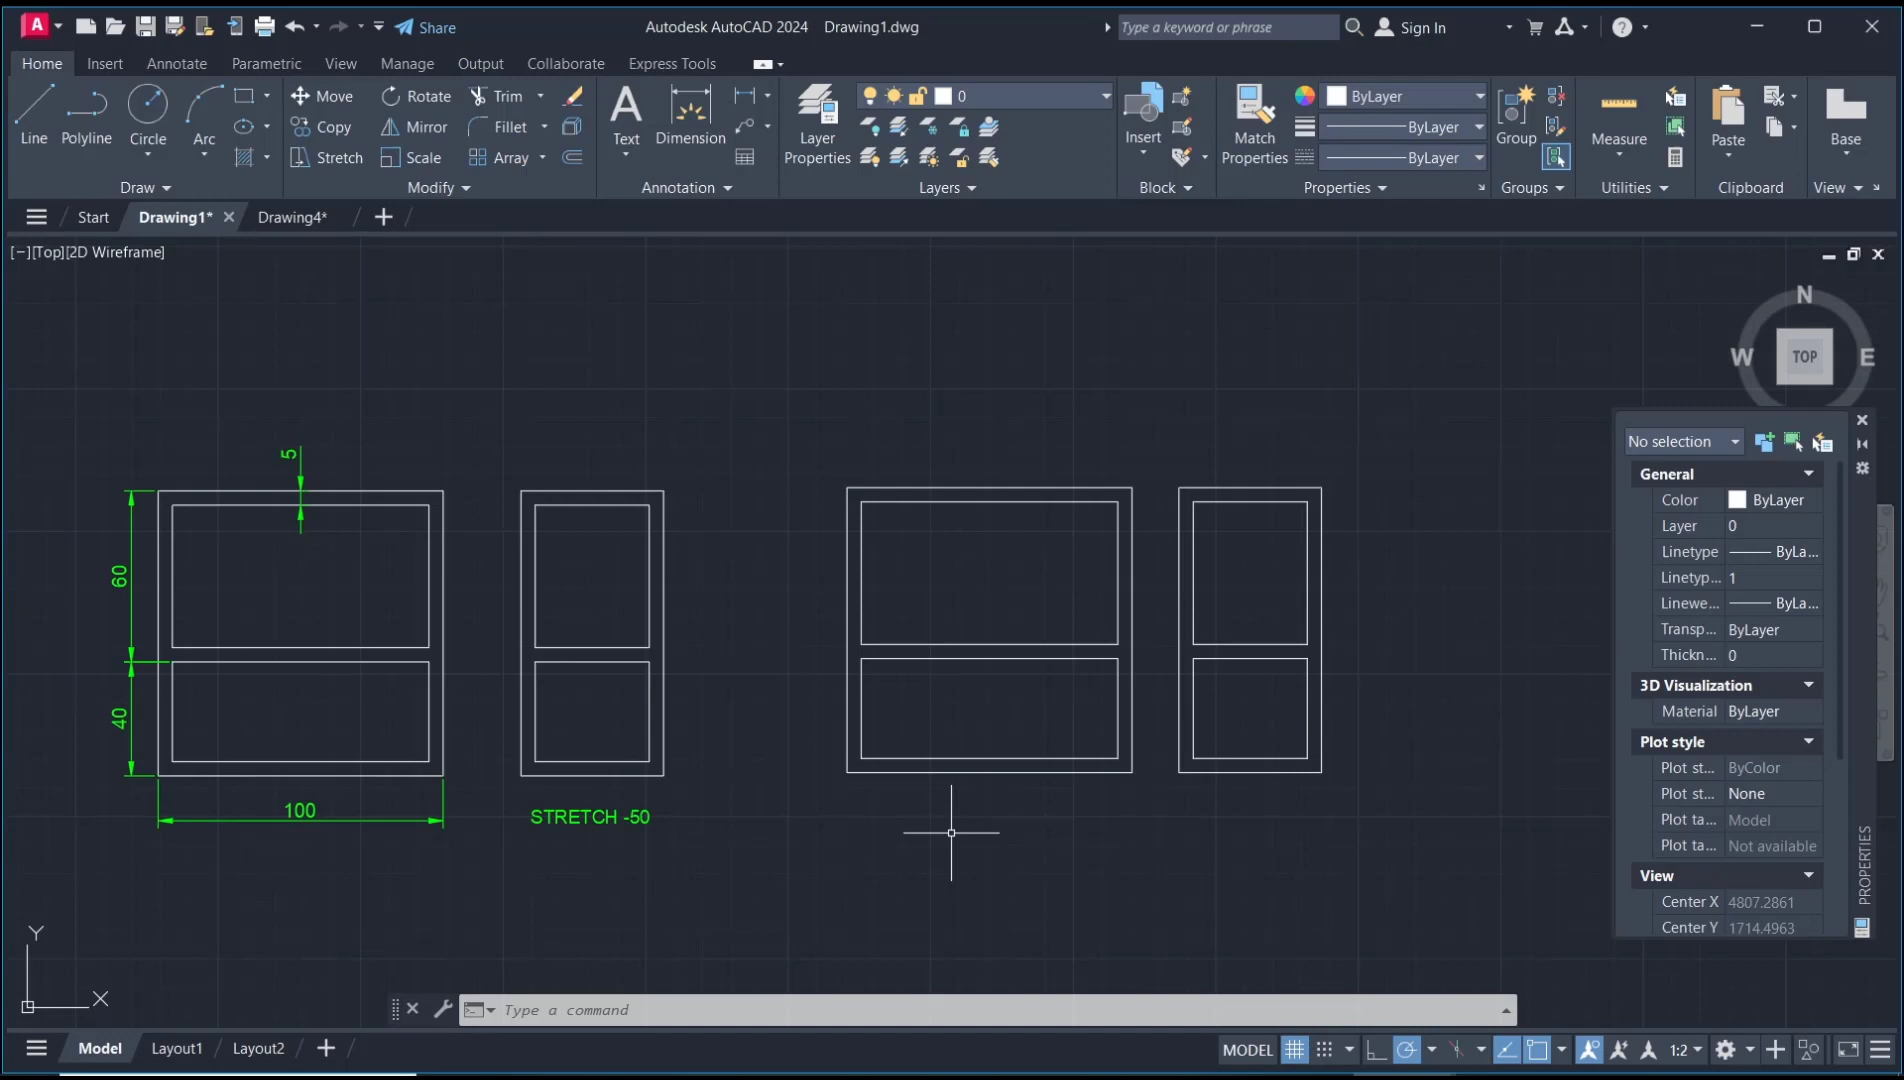 A Share Autodesk AutoCAD 2024 Drawing1.dwg Type a keyword or phrase Sign In ?
Home Insert Annotate Parametric View Manage Output Collaborate Express Tools
Line Polyline Circle Arc
Move Rotate Trim
Copy Mirror Fillet
Stretch Scale Array
A Text Dimension
Layer Properties
0
Insert
Match Properties
ByLayer
ByLayer
ByLayer
Group
Measure
Paste
Base
Draw Modify Annotation Layers Block Properties Groups Utilities Clipboard View
Start Drawing1* Drawing4*
[−][Top][2D Wireframe]
N
W TOP E
5
60
40
100
STRETCH -50
No selection
General
Color ByLayer
Layer 0
Linetype ByLa...
Linetyp... 1
Linewe... ByLa...
Transp... ByLayer
Thickn... 0
3D Visualization
Material ByLayer
Plot style
Plot st... ByColor
Plot st... None
Plot ta... Model
Plot ta... Not available
View
Center X 4807.2861
Center Y 1714.4963
PROPERTIES
Y
X
Type a command
Model Layout1 Layout2
MODEL 1:2